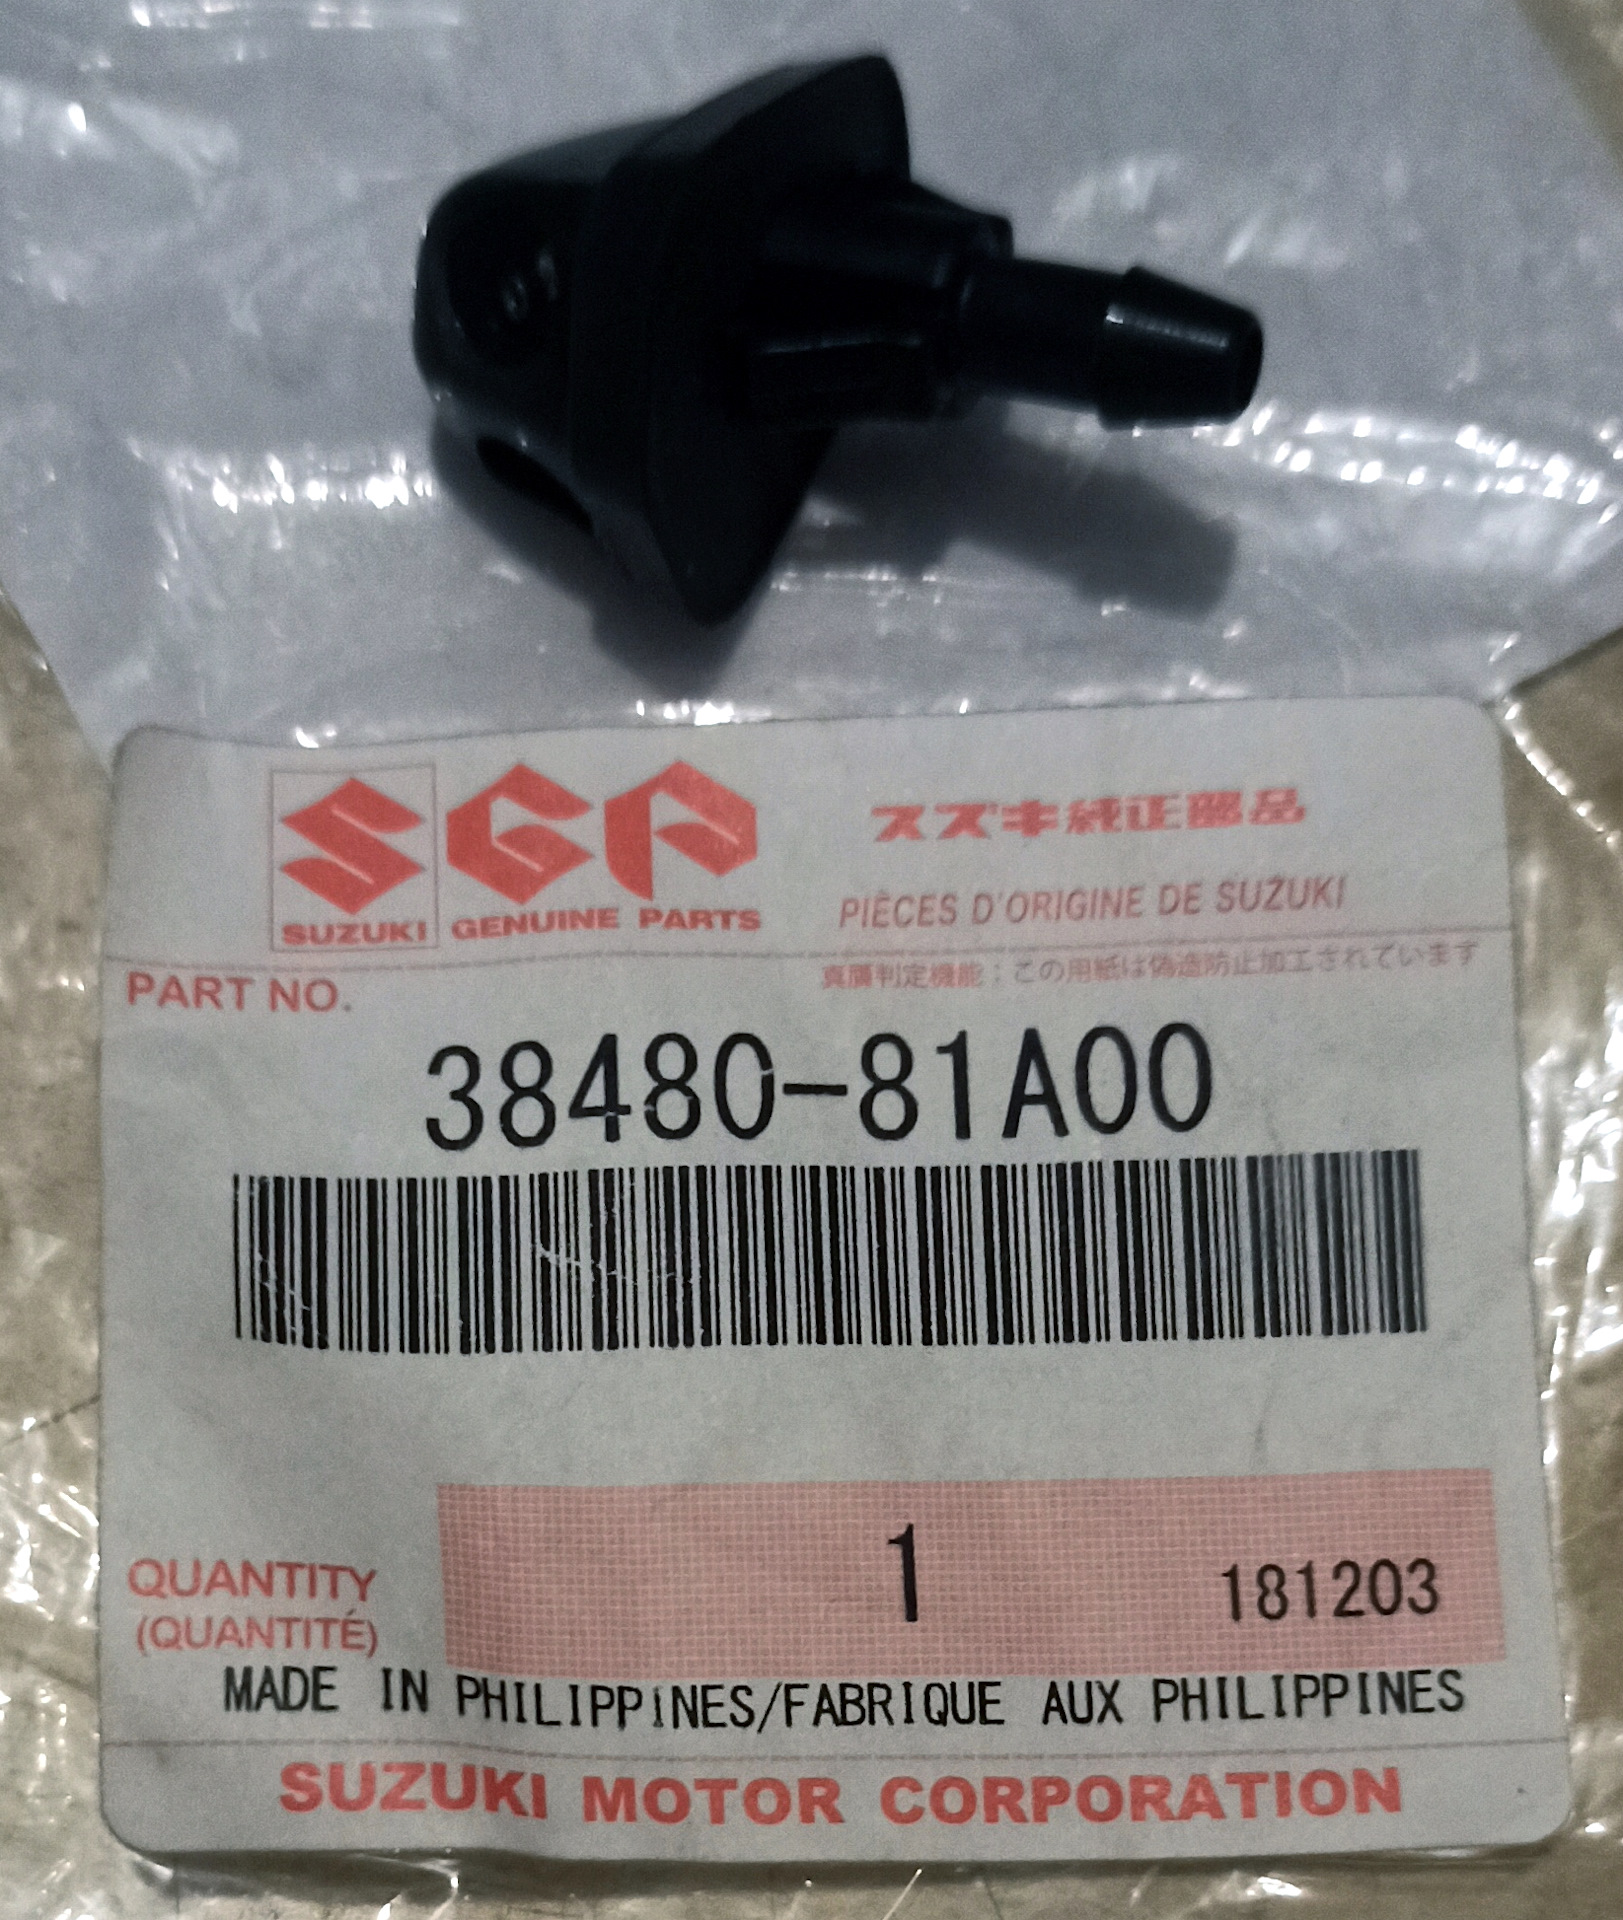 SGP
スズキ純正部品
SUZUKI GENUINE PARTS
PIÈCES D'ORIGINE DE SUZUKI
PART NO.
真贋判定機能：この用紙は偽造防止加工されています
38480-81A00
QUANTITY
(QUANTITÉ)
1
181203
MADE IN PHILIPPINES/FABRIQUE AUX PHILIPPINES
SUZUKI MOTOR CORPORATION